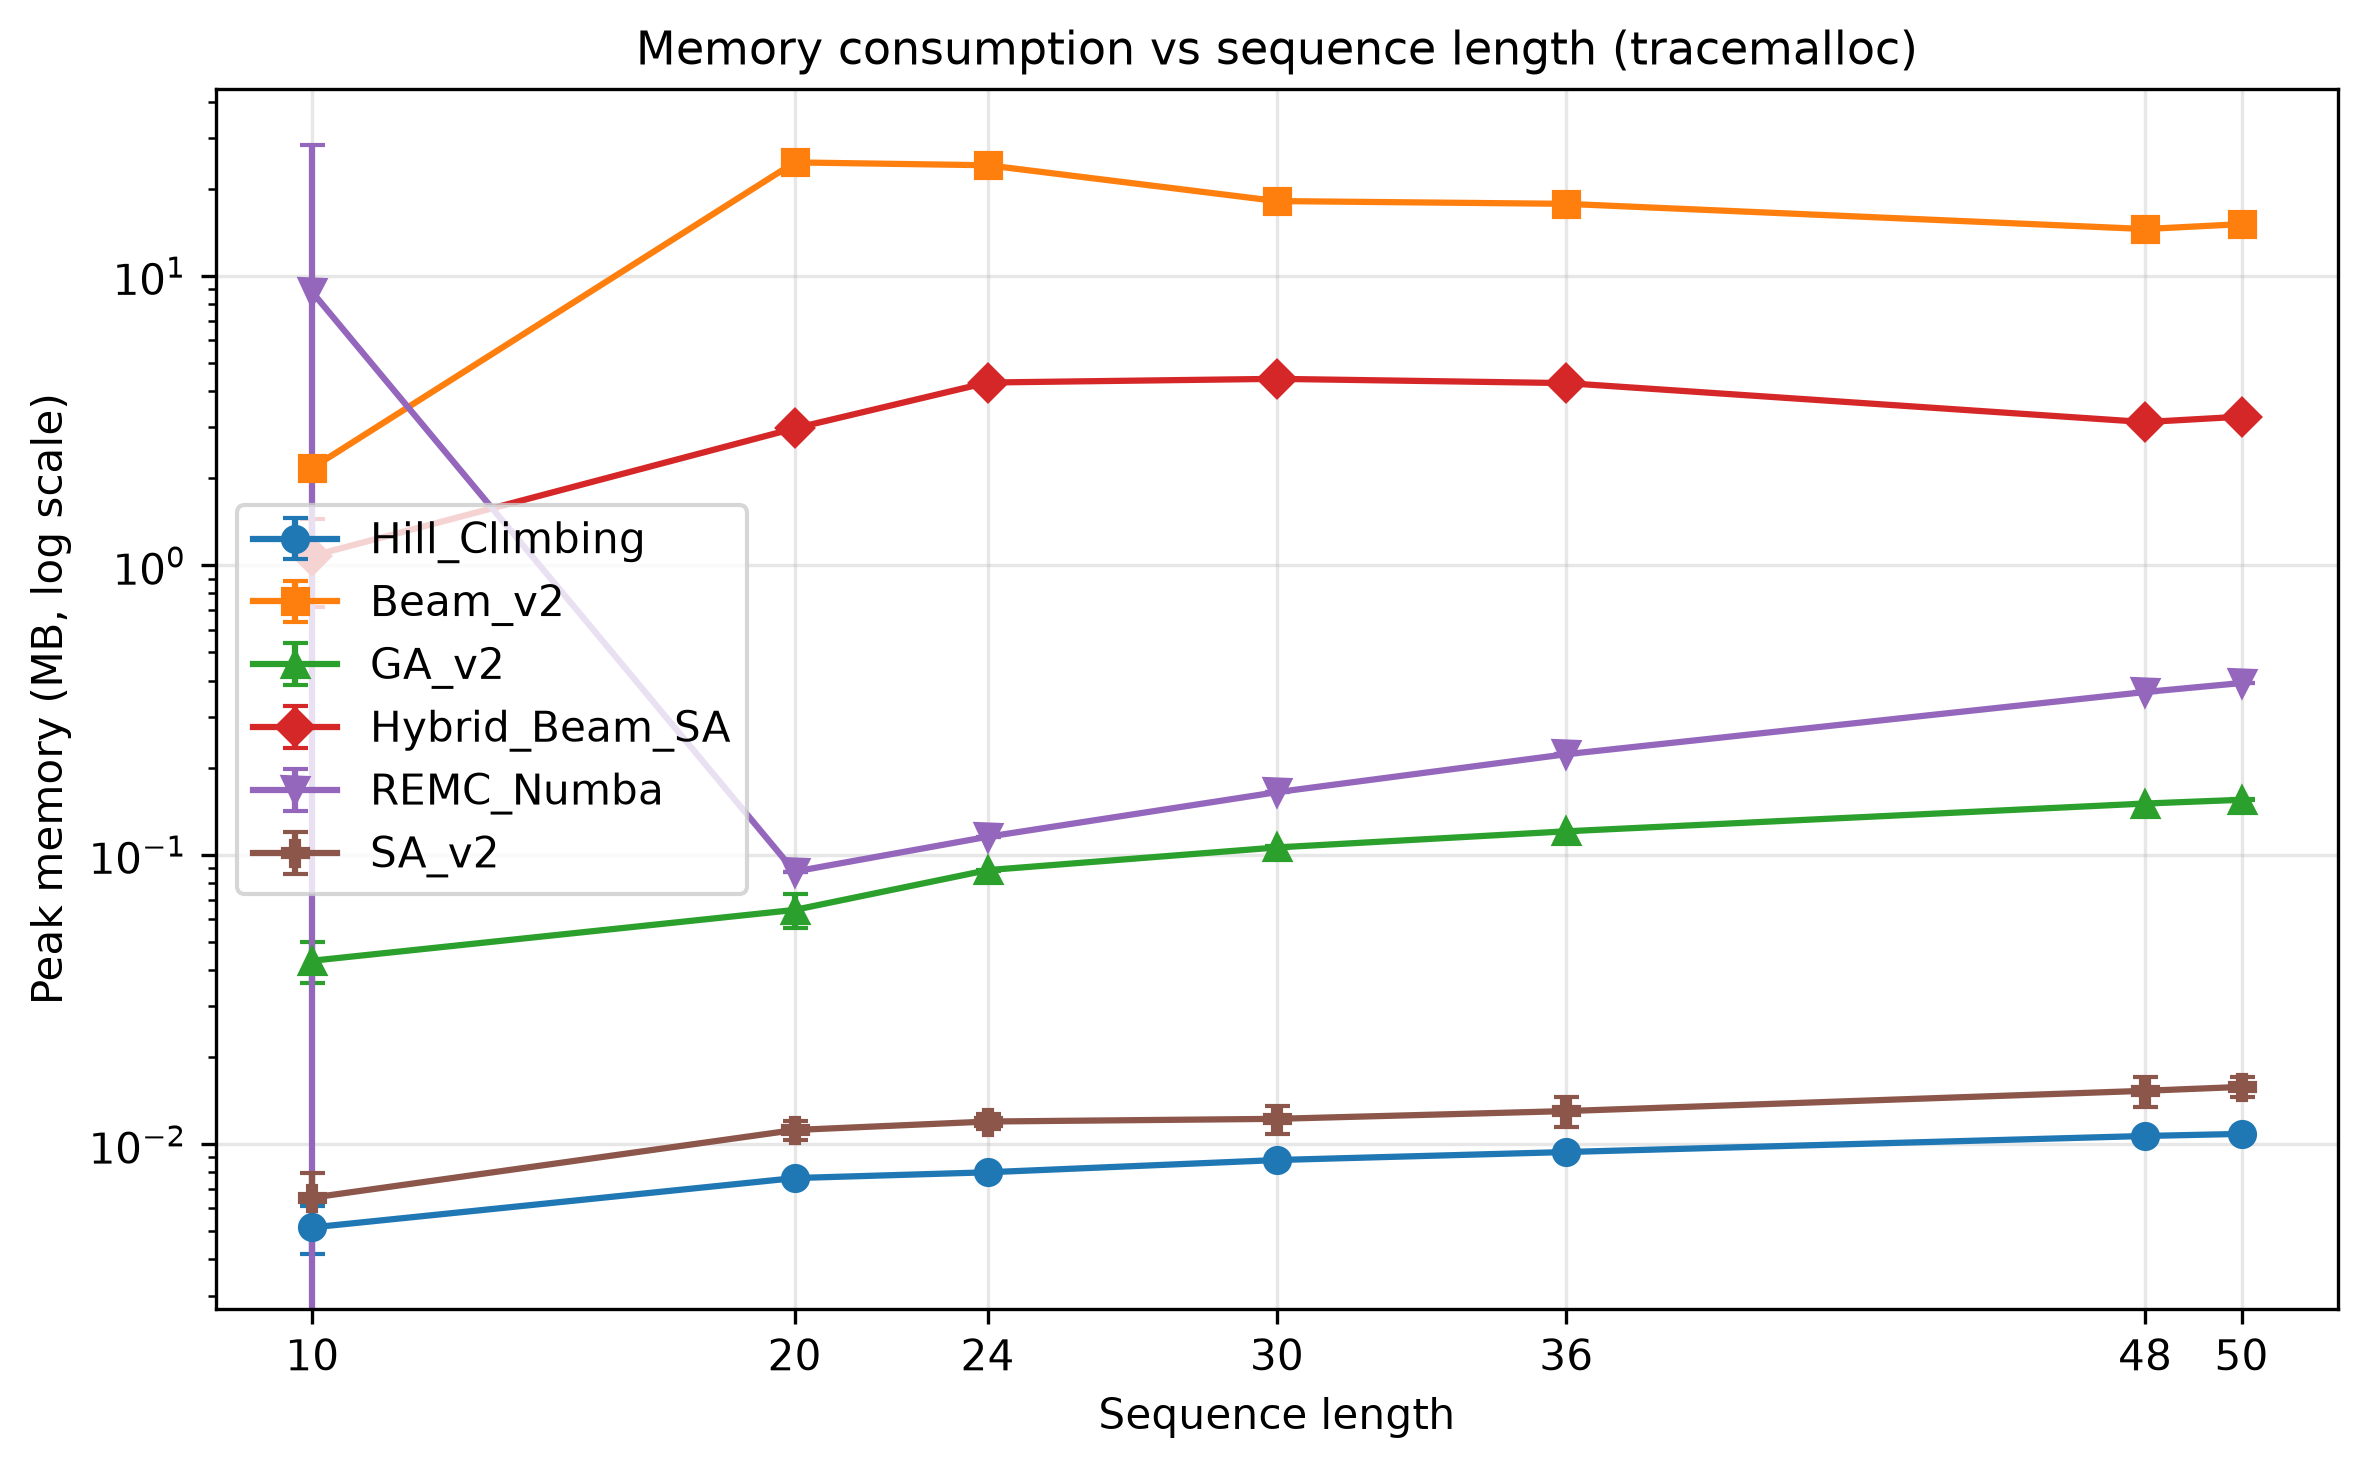 Memory consumption vs sequence length (tracemalloc)
Peak memory (MB, log scale)
10¹
10⁰
10⁻¹
10⁻²
Hill_Climbing
Beam_v2
GA_v2
Hybrid_Beam_SA
REMC_Numba
SA_v2
10 20 24 30 36 48 50
Sequence length